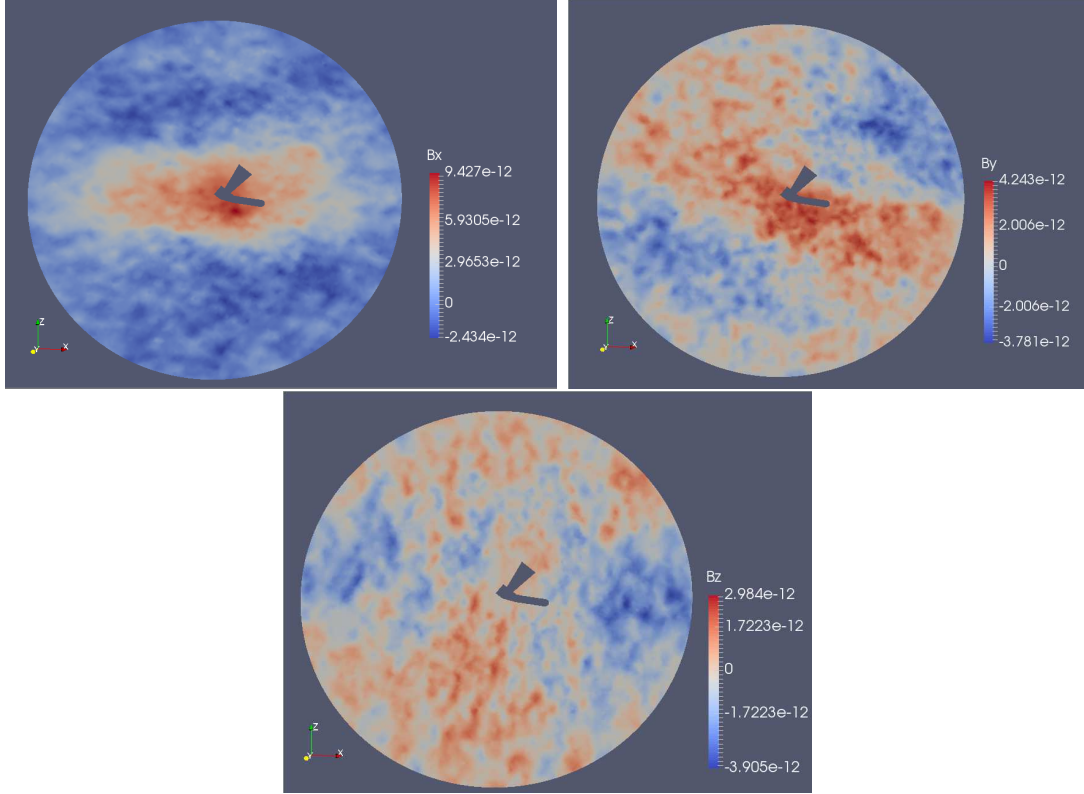 Bx
9.427e-12
5.9305e-12
2.9653e-12
0
-2.434e-12
Z
Y
X
By
4.243e-12
2.006e-12
0
-2.006e-12
-3.781e-12
Z
Y
X
Bz
2.984e-12
1.7223e-12
0
-1.7223e-12
-3.905e-12
Z
Y
X